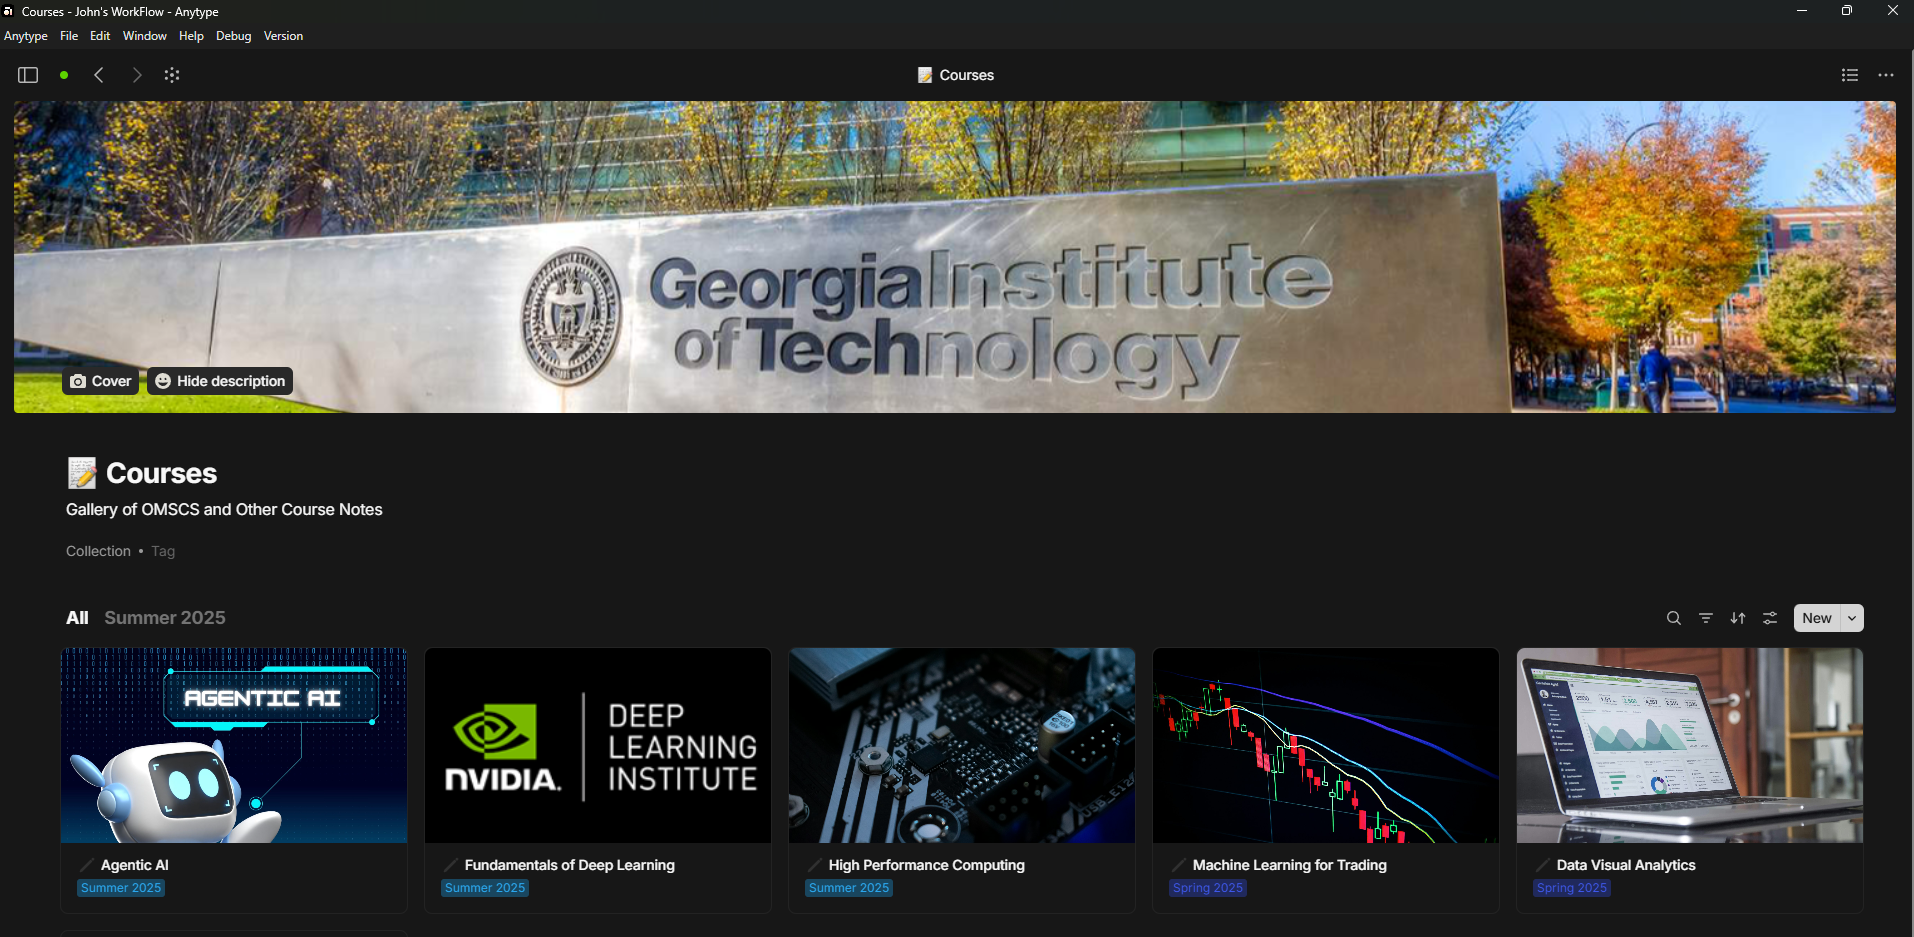 Courses - John's WorkFlow - Anytype
Anytype File Edit Window Help Debug Version
Courses
Georgia Institute
of Technology
Cover Hide description
Courses
Gallery of OMSCS and Other Course Notes
Collection • Tag
All Summer 2025
New
AGENTIC AI
Agentic AI
Summer 2025
NVIDIA.
DEEP
LEARNING
INSTITUTE
Fundamentals of Deep Learning
Summer 2025
High Performance Computing
Summer 2025
Machine Learning for Trading
Spring 2025
Data Visual Analytics
Spring 2025